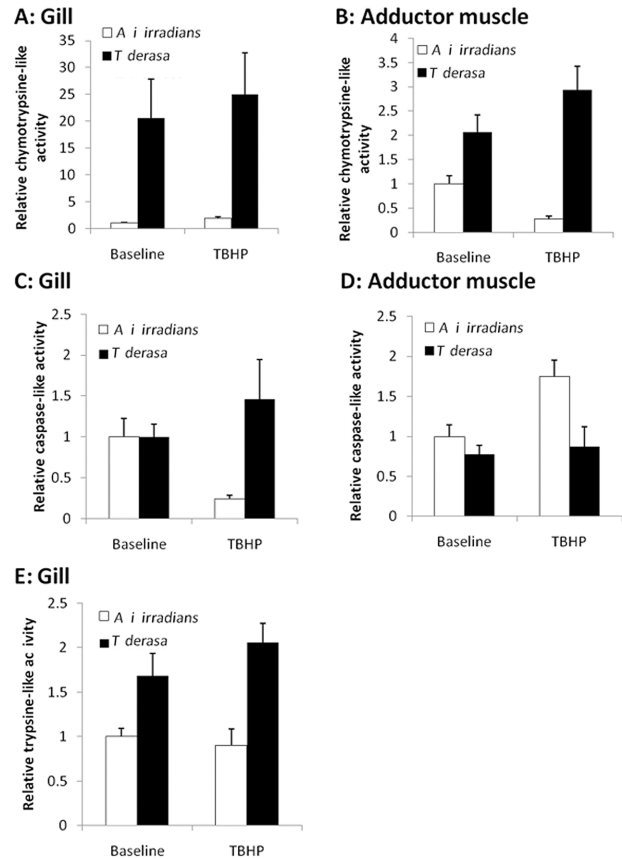 A: Gill
A i irradians
T derasa
Relative chymotrypsine-like
activity
40
35
30
25
20
15
10
5
0
Baseline
TBHP
B: Adductor muscle
A i irradians
T derasa
Relative chymotrypsine-like
activity
4
3.5
3
2.5
2
1.5
1
0.5
0
Baseline
TBHP
C: Gill
A i irradians
T derasa
Relative caspase-like activity
2.5
2
1.5
1
0.5
0
Baseline
TBHP
D: Adductor muscle
A i irradians
T derasa
Relative caspase-like activity
2.5
2
1.5
1
0.5
0
Baseline
TBHP
E: Gill
A i irradians
T derasa
Relative trypsine-like ac ivity
2.5
2
1.5
1
0.5
0
Baseline
TBHP